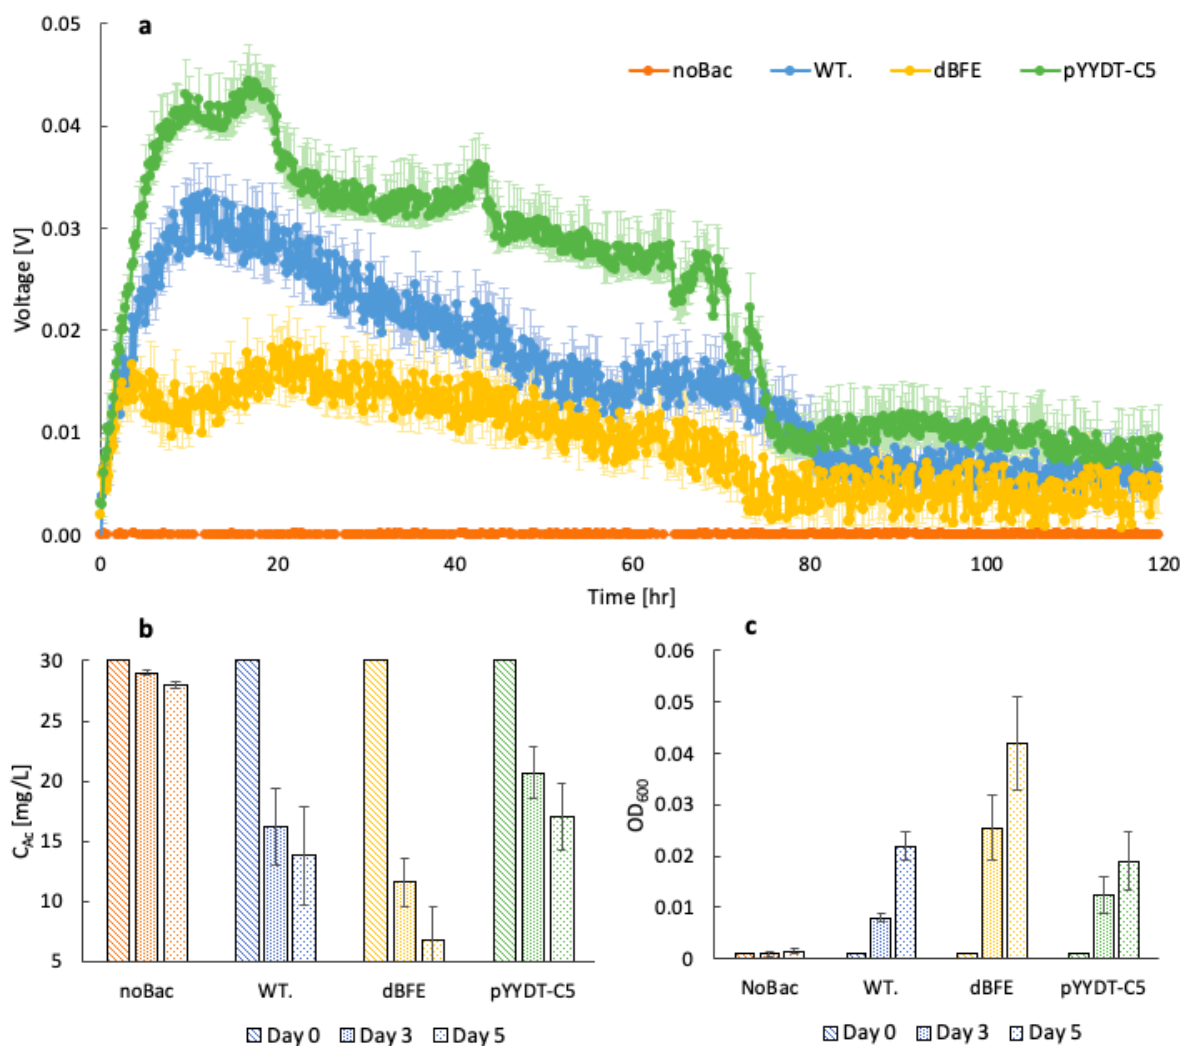 a
noBac WT. dBFE pYYDT-C5
0.05
0.04
0.03
0.02
0.01
0.00
Voltage [V]
0 20 40 60 80 100 120
Time [hr]
b
30
25
20
15
10
5
C_Ac [mg/L]
noBac WT. dBFE pYYDT-C5
Day 0 Day 3 Day 5
c
0.06
0.05
0.04
0.03
0.02
0.01
0
OD600
NoBac WT. dBFE pYYDT-C5
Day 0 Day 3 Day 5